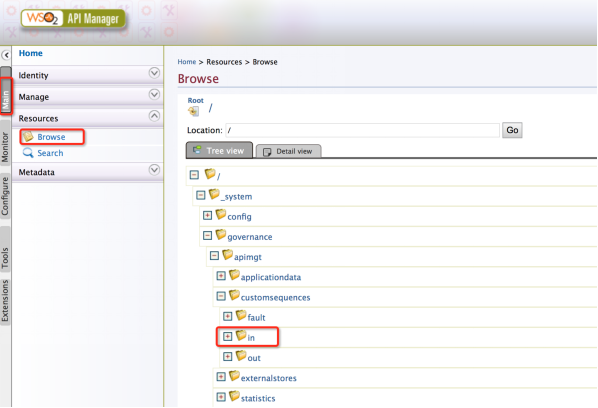 WSO2 API Manager
Home
Identity
Manage
Resources
Browse
Search
Metadata
Main
Monitor
Configure
Tools
Extensions
Home > Resources > Browse
Browse
Root
/
Location: / Go
Tree view Detail view
/
_system
config
governance
apimgt
applicationdata
customsequences
fault
in
out
externalstores
statistics